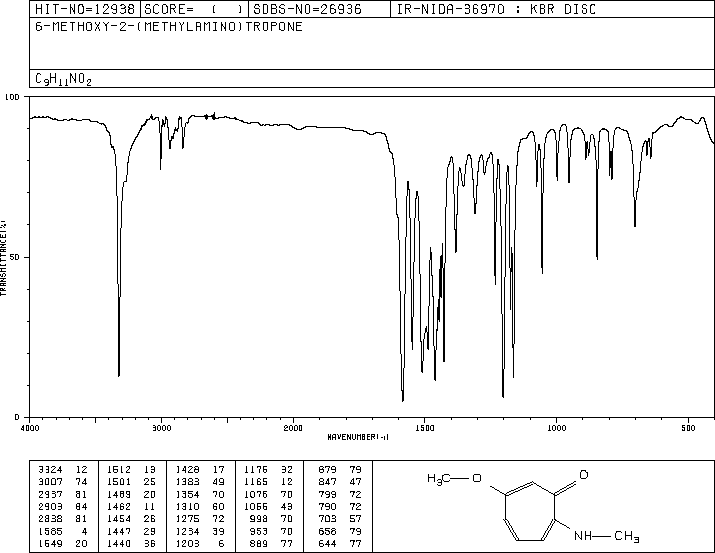 HIT-NO=12938 SCORE= ( ) SDBS-NO=26936 IR-NIDA-36970 : KBR DISC
6-METHOXY-2-(METHYLAMINO)TROPONE
C9H11NO2
100
50
0
TRANSMITTANCE(%)
4000 3000 2000 1500 1000 500
WAVENUMBER(-1)
3324 12 1512 13 1428 17 1176 32 879 79
3007 74 1501 25 1383 49 1165 12 847 47
2937 81 1489 20 1354 70 1076 70 799 72
2903 84 1462 11 1310 60 1056 43 790 72
2838 81 1454 26 1275 72 998 70 703 57
1585 4 1447 29 1234 39 953 70 658 79
1549 20 1440 36 1203 6 889 77 644 77
H3C O O
NH CH3